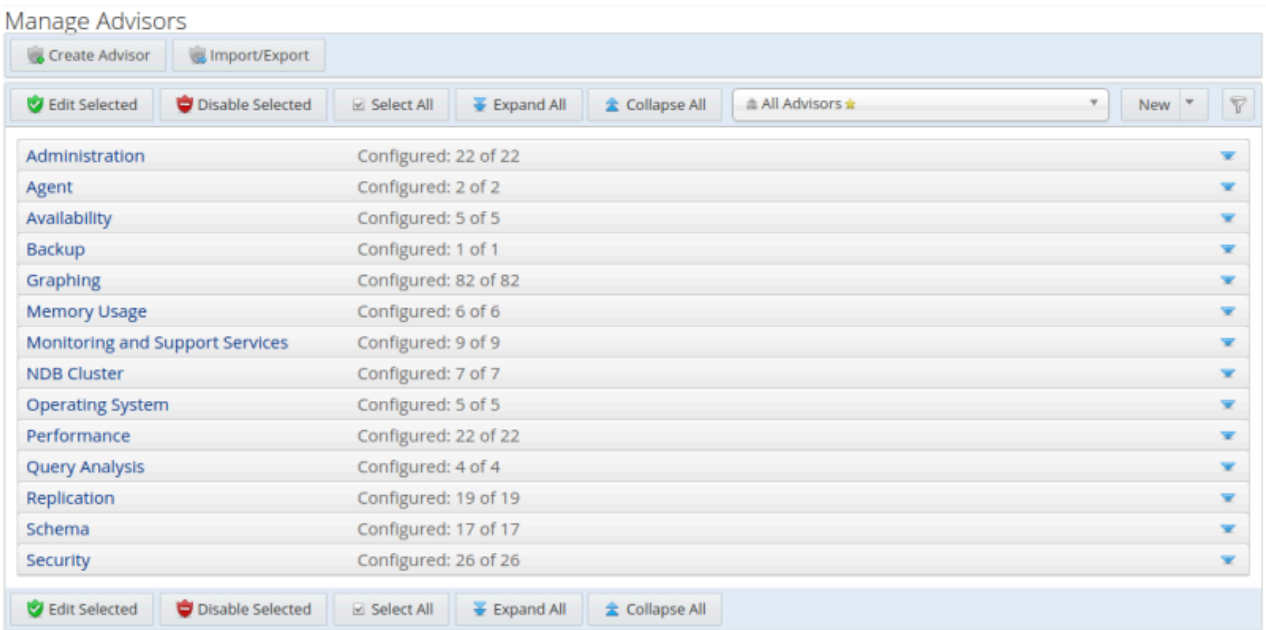 Manage Advisors
Create Advisor Import/Export
Edit Selected Disable Selected Select All Expand All Collapse All All Advisors New
Administration Configured: 22 of 22
Agent Configured: 2 of 2
Availability Configured: 5 of 5
Backup Configured: 1 of 1
Graphing Configured: 82 of 82
Memory Usage Configured: 6 of 6
Monitoring and Support Services Configured: 9 of 9
NDB Cluster Configured: 7 of 7
Operating System Configured: 5 of 5
Performance Configured: 22 of 22
Query Analysis Configured: 4 of 4
Replication Configured: 19 of 19
Schema Configured: 17 of 17
Security Configured: 26 of 26
Edit Selected Disable Selected Select All Expand All Collapse All